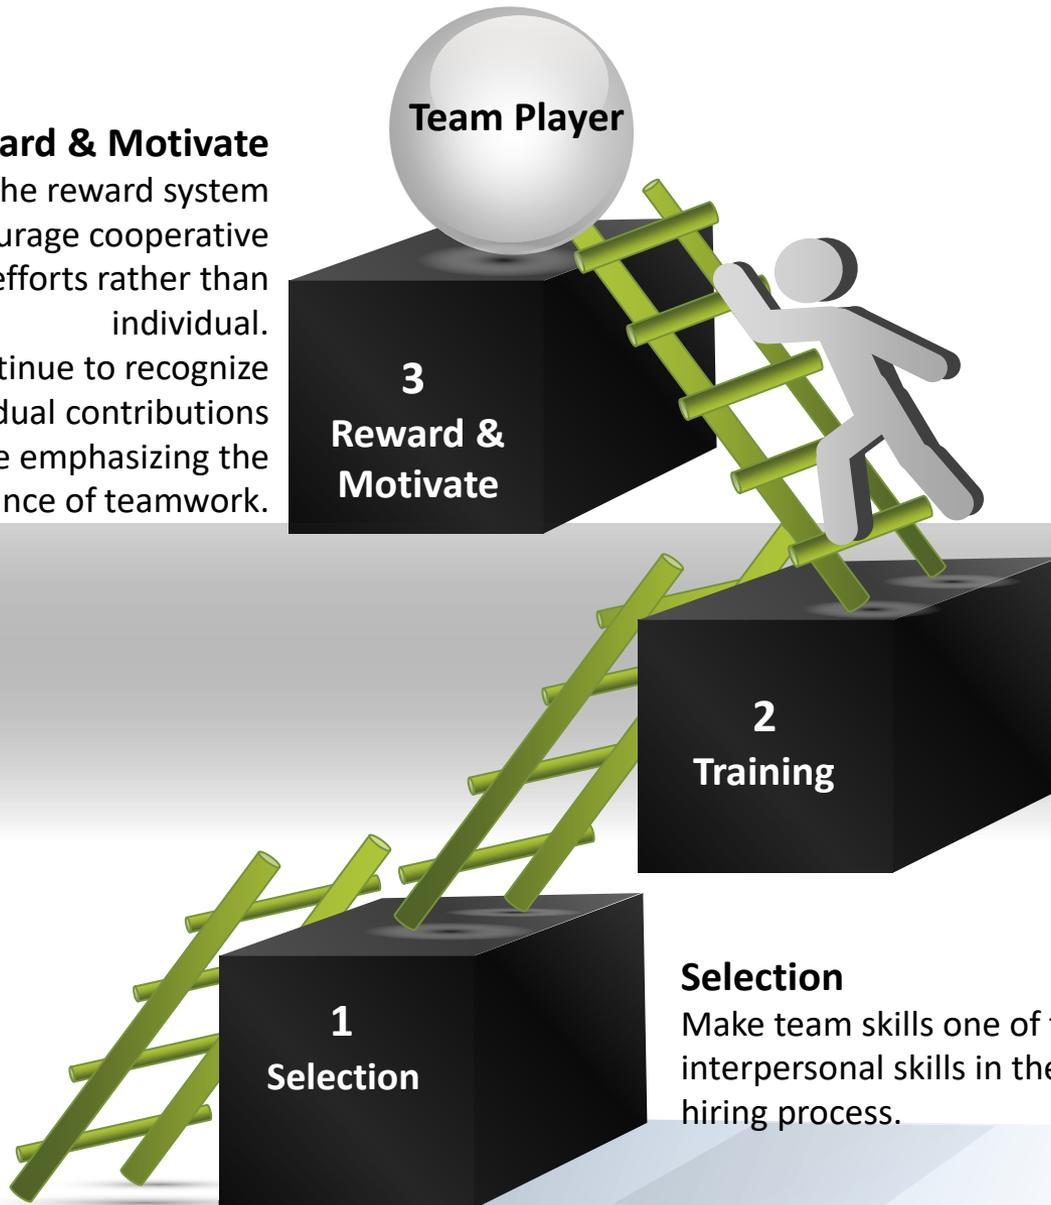 Team Player
ard & Motivate
he reward system
urage cooperative
efforts rather than
individual.
tinue to recognize
dual contributions
e emphasizing the
nce of teamwork.
3
Reward &
Motivate
2
Training
1
Selection
Selection
Make team skills one of
interpersonal skills in the
hiring process.